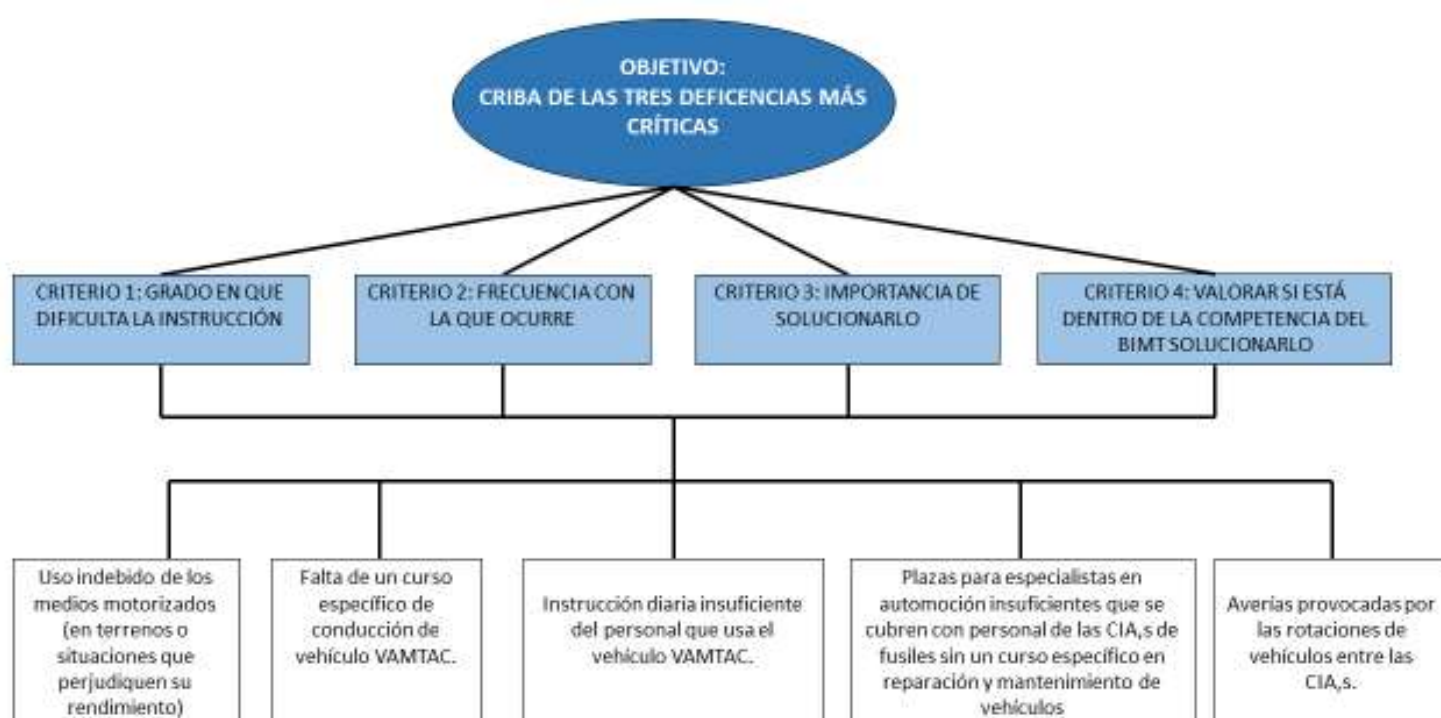 OBJETIVO:
CRIBA DE LAS TRES DEFICENCIAS MÁS
CRÍTICAS
CRITERIO 1: GRADO EN QUE
DIFICULTA LA INSTRUCCIÓN
CRITERIO 2: FRECUENCIA CON
LA QUE OCURRE
CRITERIO 3: IMPORTANCIA DE
SOLUCIONARLO
CRITERIO 4: VALORAR SI ESTÁ
DENTRO DE LA COMPETENCIA DEL
BIMT SOLUCIONARLO
Uso indebido de los
medios motorizados
(en terrenos o
situaciones que
perjudiquen su
rendimiento)
Falta de un curso
específico de
conducción de
vehículo VAMTAC.
Instrucción diaria insuficiente
del personal que usa el
vehículo VAMTAC.
Plazas para especialistas en
automoción insuficientes que se
cubren con personal de las CIA,s de
fusiles sin un curso específico en
reparación y mantenimiento de
vehículos
Averías provocadas por
las rotaciones de
vehículos entre las
CIA,s.